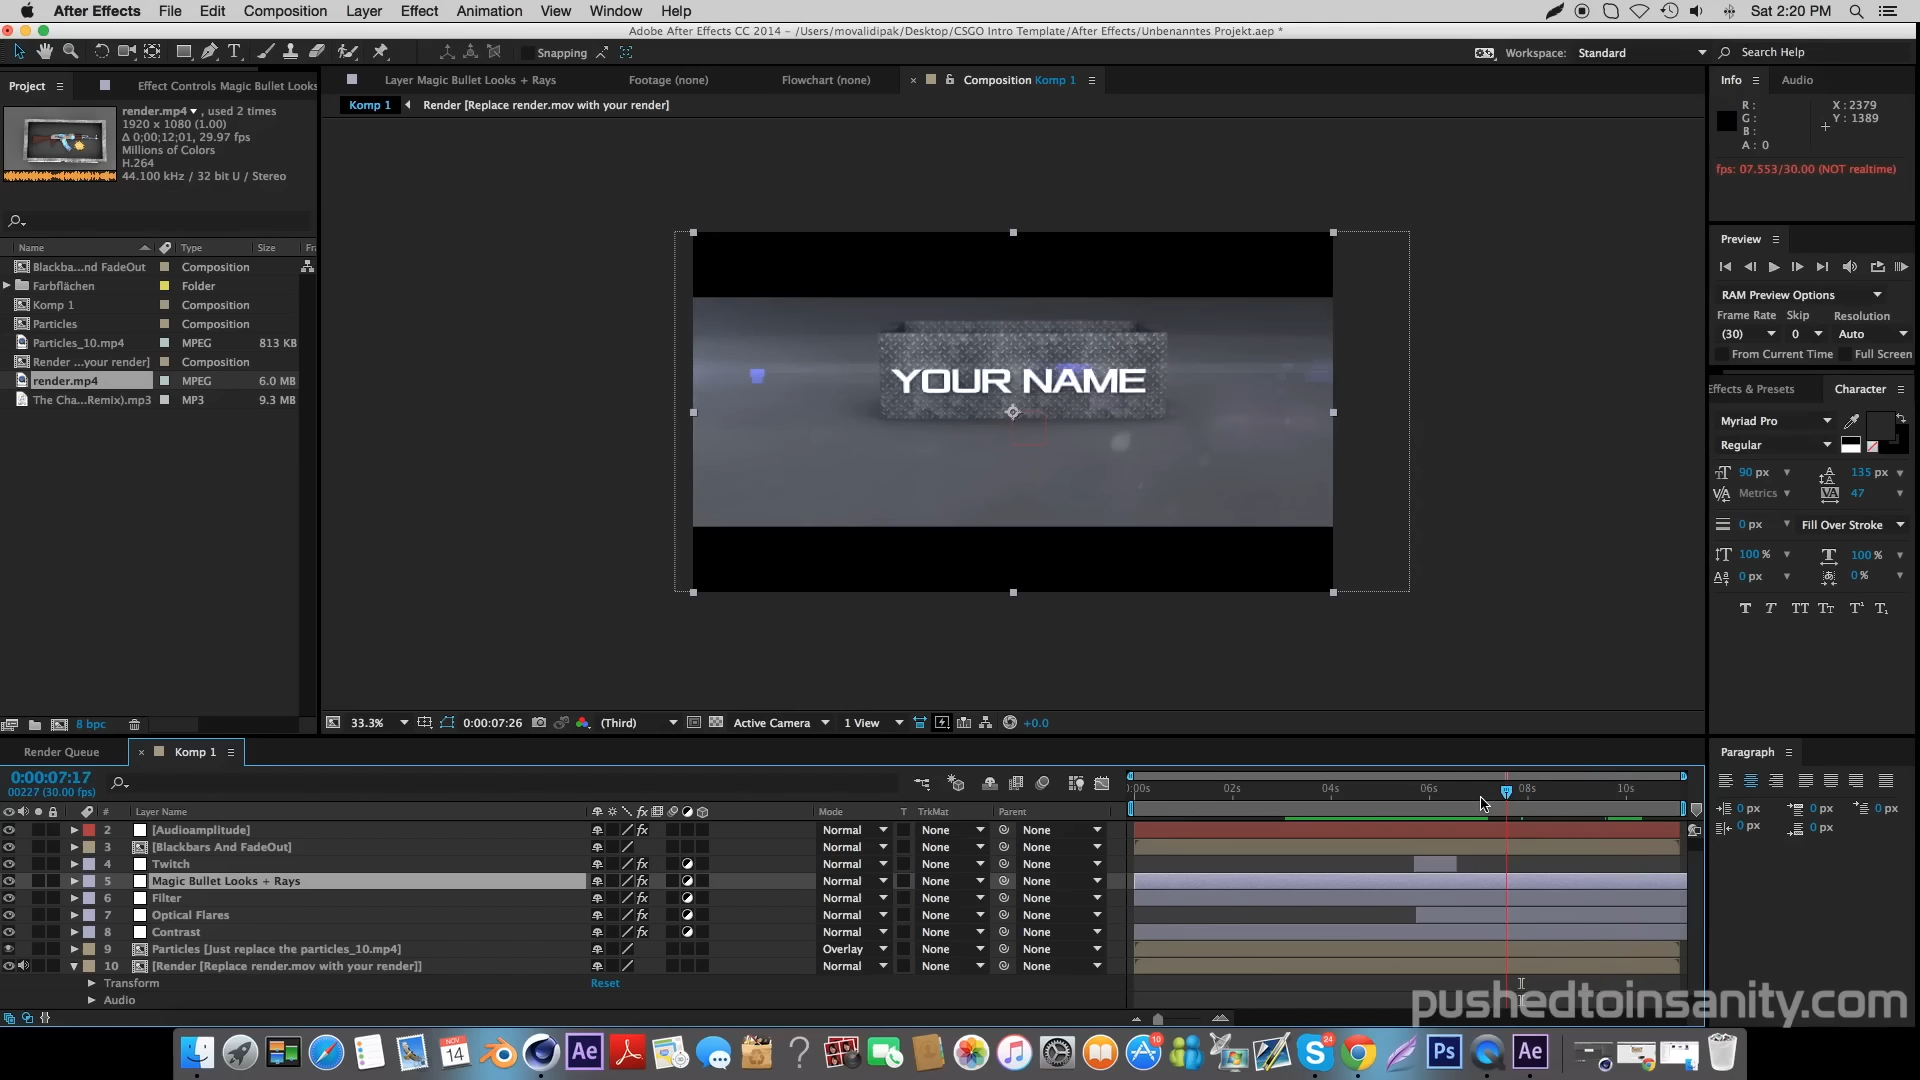 After Effects File Edit Composition Layer Effect Animation View Window Help Sat 2:20 PM
Adobe After Effects CC 2014 - /Users/movalidipak/Desktop/CSGO Intro Template/After Effects/Unbenanntes Projekt.aep *
Snapping Workspace: Standard Search Help
Project Effect Controls Magic Bullet Looks Layer Magic Bullet Looks + Rays Footage (none) Flowchart (none) × Composition Komp 1 Info Audio
Komp 1 Render [Replace render.mov with your render]
render.mp4 , used 2 times
1920 x 1080 (1.00)
Δ 0;00;12;01, 29.97 fps
Millions of Colors
H.264
44.100 kHz / 32 bit U / Stereo
R: X: 2379
G: Y: 1389
B:
A: 0
fps: 07.553/30.00 (NOT realtime)
Name Type Size Fr
Blackba...nd FadeOut Composition
Farbflächen Folder
Komp 1 Composition
Particles Composition
Particles_10.mp4 MPEG 813 KB
Render ...your render] Composition
render.mp4 MPEG 6.0 MB
The Cha...Remix).mp3 MP3 9.3 MB
YOUR NAME
Preview
RAM Preview Options
Frame Rate Skip Resolution
(30) 0 Auto
From Current Time Full Screen
Effects & Presets Character
Myriad Pro
Regular
90 px 135 px
Metrics 47
0 px Fill Over Stroke
100 % 100 %
0 px 0 %
T T TT Tт T¹ T₁
8 bpc 33.3% 0:00:07:26 (Third) Active Camera 1 View +0.0
Render Queue × Komp 1 Paragraph
0:00:07:17
00227 (30.00 fps)
:00s 02s 04s 06s 08s 10s
# Layer Name Mode T TrkMat Parent
2 [Audioamplitude] Normal None None
3 [Blackbars And FadeOut] Normal None None
4 Twitch Normal None None
5 Magic Bullet Looks + Rays Normal None None
6 Filter Normal None None
7 Optical Flares Normal None None
8 Contrast Normal None None
9 Particles [Just replace the particles_10.mp4] Overlay None None
10 [Render [Replace render.mov with your render]] Normal None None
Transform Reset
Audio
0 px 0 px 0 px
0 px 0 px
pushedtoinsanity.com
NOV 14 Ae 10 24 Ps Ae